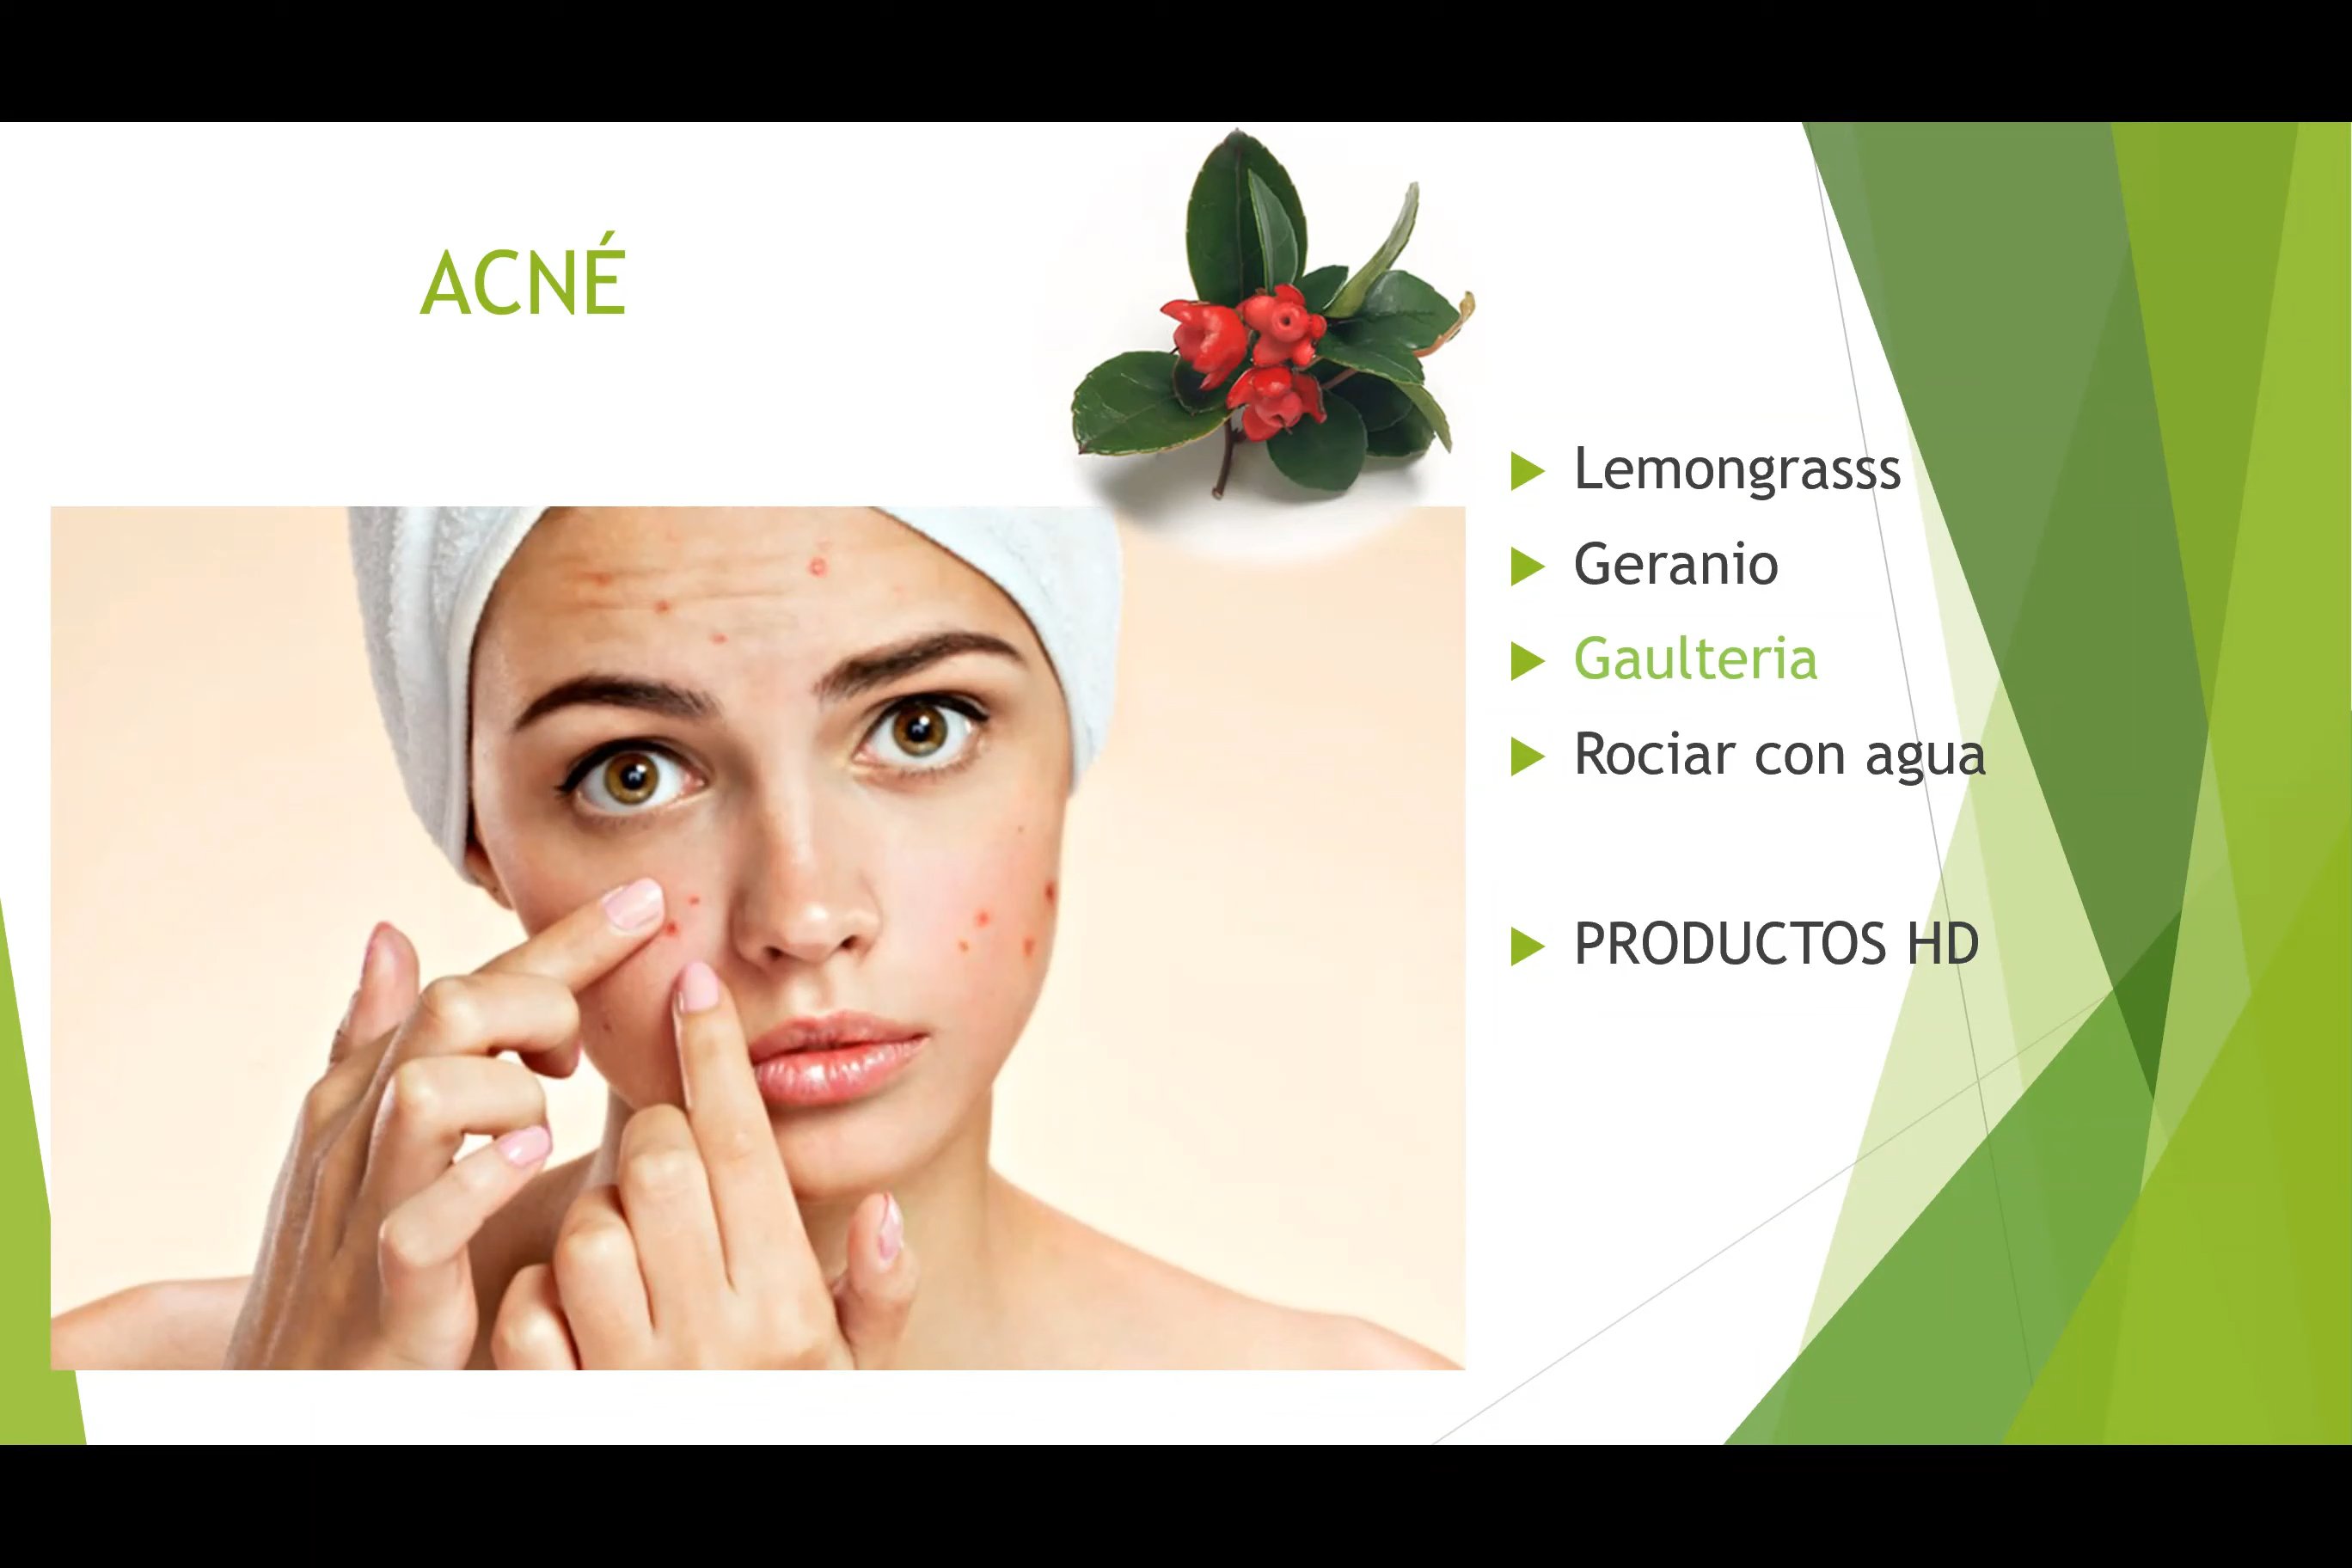 ACNÉ
Lemongrasss
Geranio
Gaulteria
Rociar con agua
PRODUCTOS HD